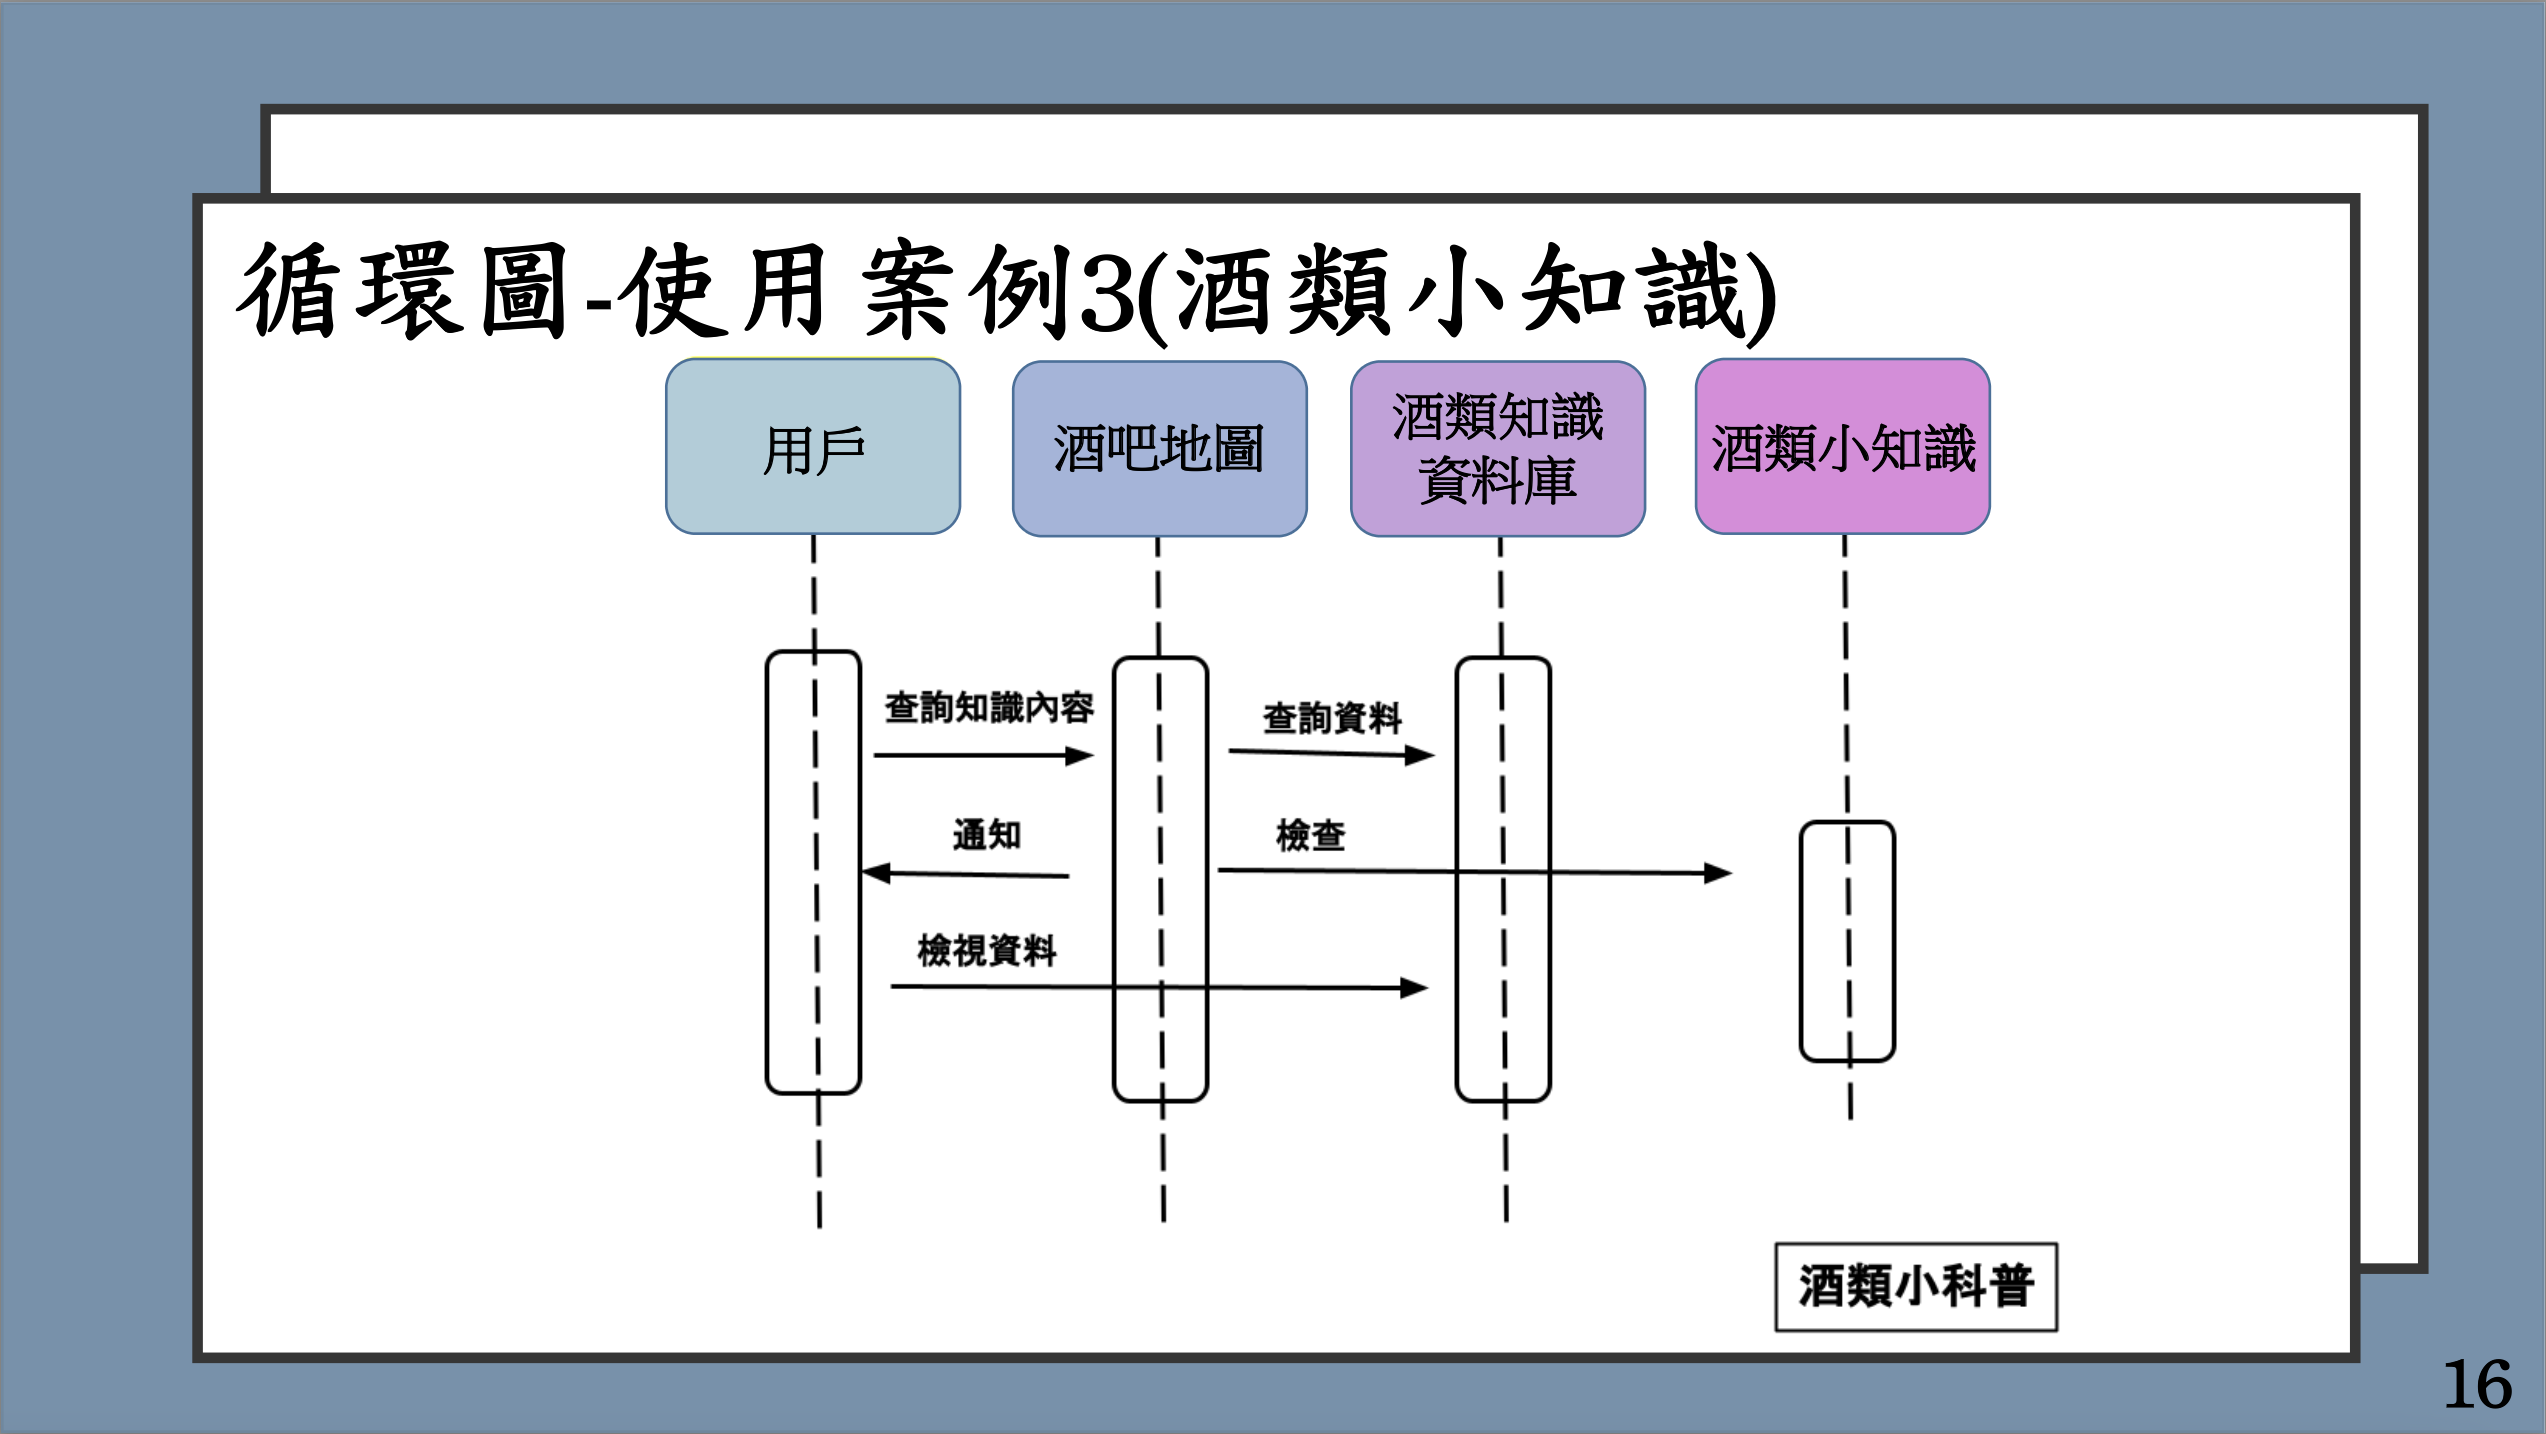 循環圖-使用案例3(酒類小知識)
用戶
酒吧地圖
酒類知識
資料庫
酒類小知識
查詢知識內容
查詢資料
通知
檢查
檢視資料
酒類小科普
16